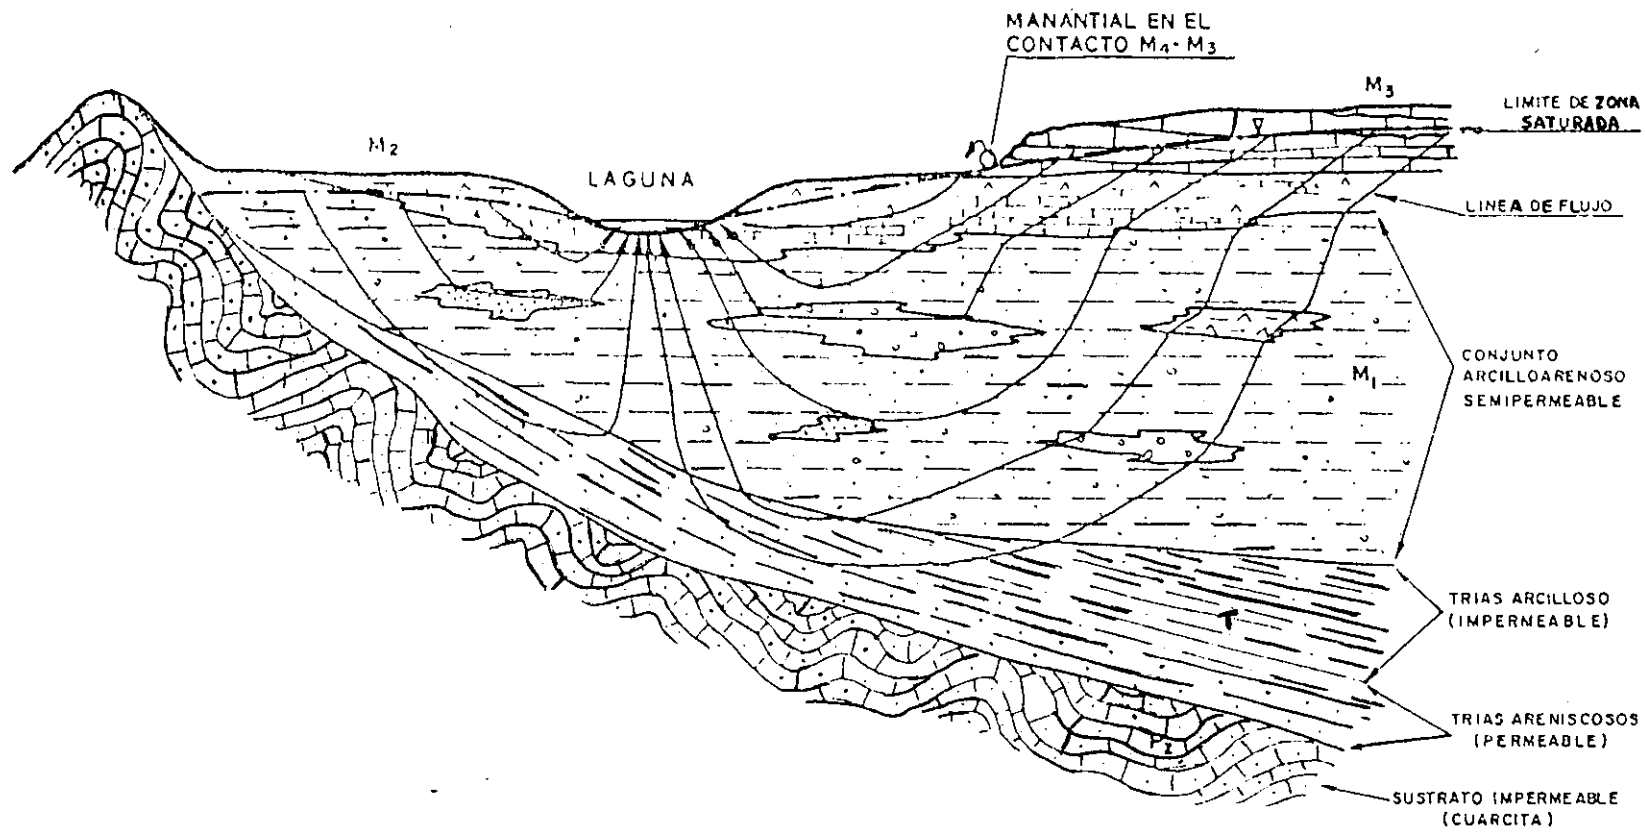 MANANTIAL EN EL
CONTACTO M4 - M3
M3
LIMITE DE ZONA
SATURADA
M2
LAGUNA
LINEA DE FLUJO
CONJUNTO
ARCILLOARENOSO
SEMIPERMEABLE
M1
TRIAS ARCILLOSO
(IMPERMEABLE)
T
TRIAS ARENISCOSOS
(PERMEABLE)
PZ
SUSTRATO IMPERMEABLE
(CUARCITA)